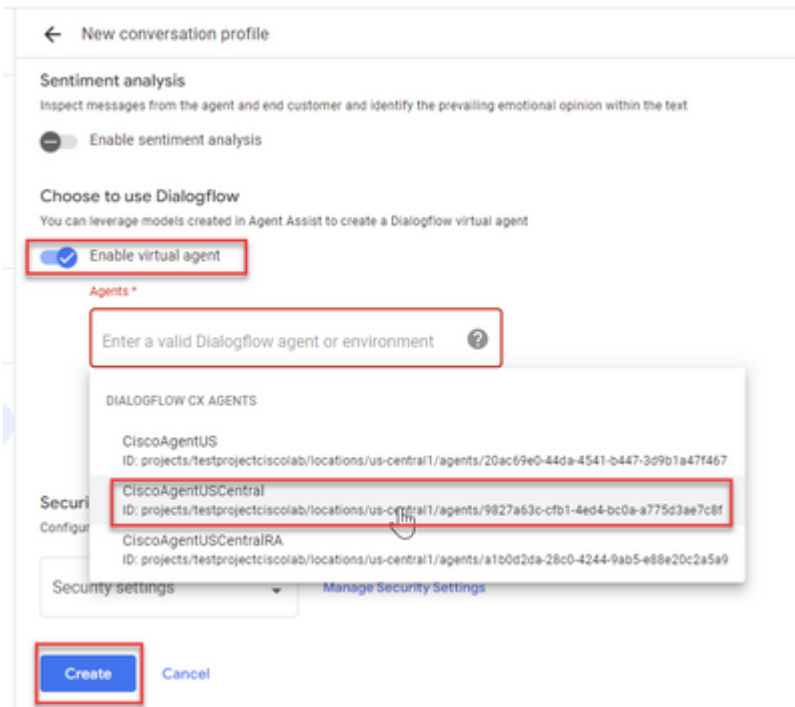 New conversation profile
Sentiment analysis
Inspect messages from the agent and end customer and identify the prevailing emotional opinion within the text
Enable sentiment analysis
Choose to use Dialogflow
You can leverage models created in Agent Assist to create a Dialogflow virtual agent
Enable virtual agent
Agents *
Enter a valid Dialogflow agent or environment
DIALOGFLOW CX AGENTS
CiscoAgentUS
ID: projects/testprojectciscolab/locations/us-central1/agents/20ac69e0-44da-4541-b447-3d9b1a47f467
CiscoAgentUSCentral
ID: projects/testprojectciscolab/locations/us-central1/agents/9827a63c-cfb1-4ed4-bc0a-a775d3ae7c8f
CiscoAgentUSCentralRA
ID: projects/testprojectciscolab/locations/us-central1/agents/a1b0d2da-28c0-4244-9ab5-e88e20c2a5a9
Securi
Configur
Security settings
Manage Security Settings
Create
Cancel